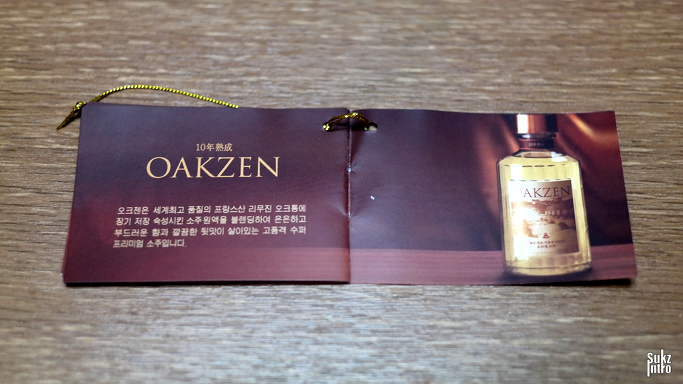 10年熟成
OAKZEN
오크젠은 세계최고 품질의 프랑스산 리무진 오크통에
장기 저장 숙성시킨 소주원액을 블렌딩하여 은은하고
부드러운 향과 깔끔한 뒷맛이 살아있는 고품격 수퍼
프리미엄 소주입니다.
OAKZEN
Sukz
Intro